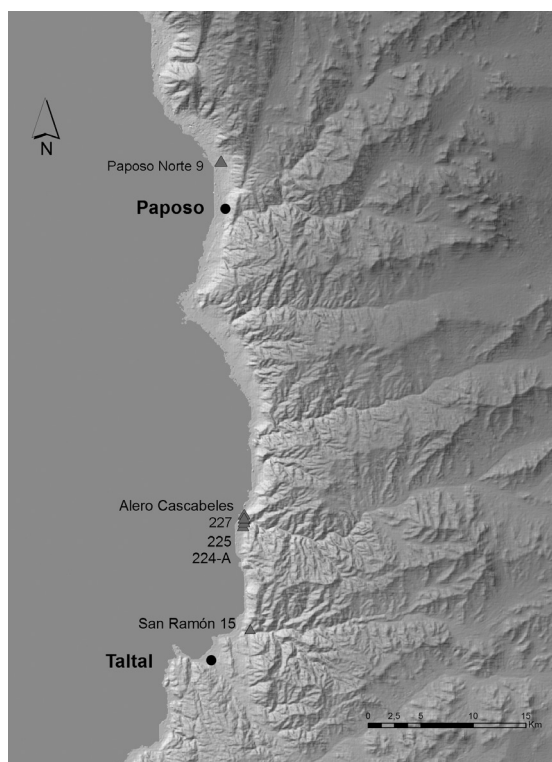 N
Paposo Norte 9
Paposo
Alero Cascabeles
227
225
224-A
San Ramón 15
Taltal
0 2,5 5 10 15
Km